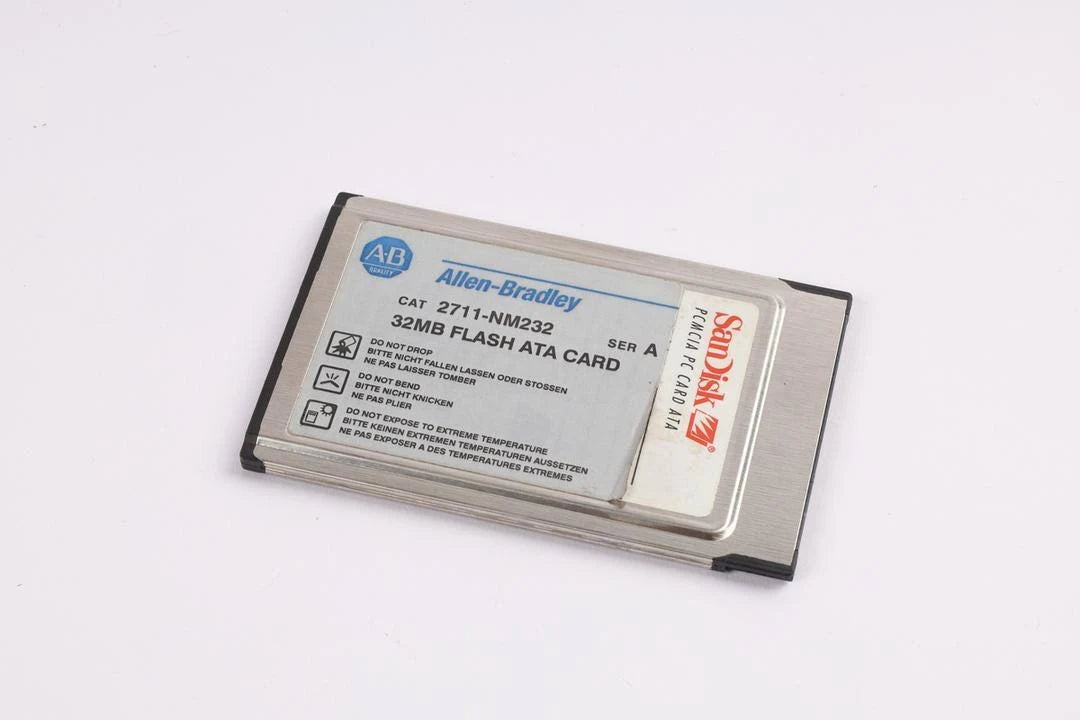 A-B
QUALITY
Allen-Bradley
CAT 2711-NM232
SER A
32MB FLASH ATA CARD
DO NOT DROP
BITTE NICHT FALLEN LASSEN ODER STOSSEN
NE PAS LAISSER TOMBER
DO NOT BEND
BITTE NICHT KNICKEN
NE PAS PLIER
DO NOT EXPOSE TO EXTREME TEMPERATURE
BITTE KEINEN EXTREMEN TEMPERATUREN AUSSETZEN
NE PAS EXPOSER A DES TEMPERATURES EXTREMES
SanDisk®
PCMCIA PC CARD ATA